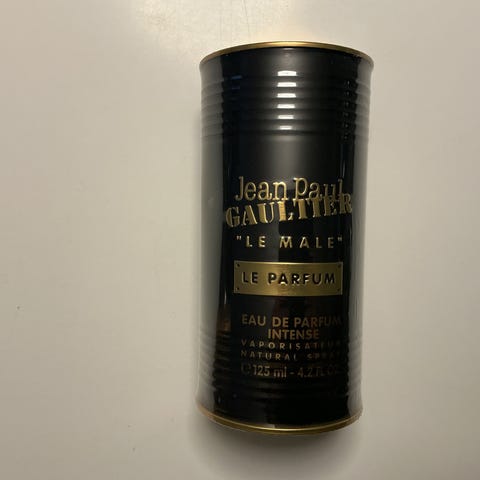 Jean Paul
GAULTIER
"LE MALE"
LE PARFUM
EAU DE PARFUM
INTENSE
VAPORISATEUR
NATURAL SPRAY
℮ 125 ml - 4.2 FL OZ